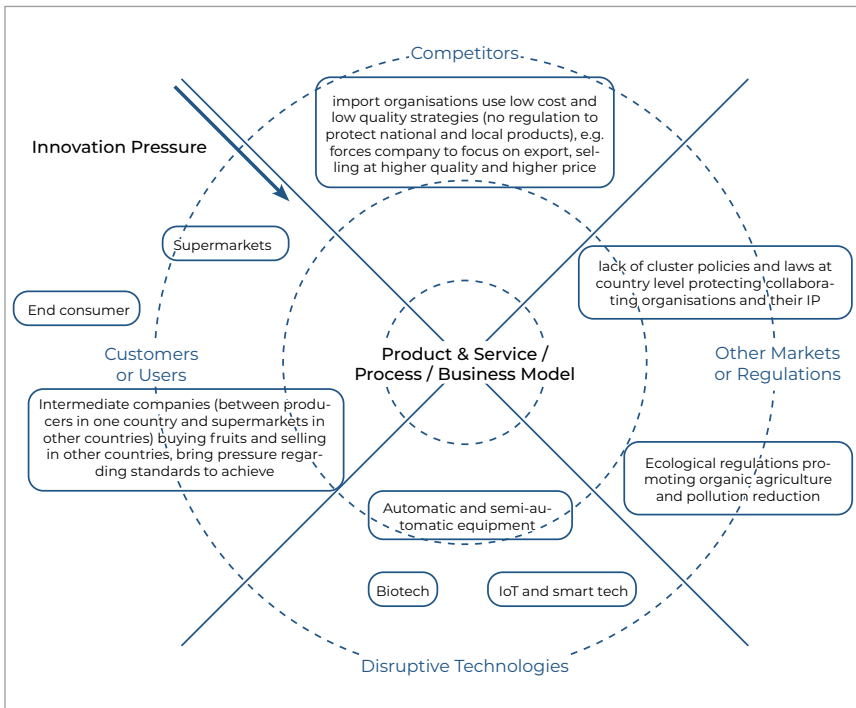 Competitors
import organisations use low cost and
low quality strategies (no regulation to
protect national and local products), e.g.
forces company to focus on export, sel-
ling at higher quality and higher price
Innovation Pressure
Supermarkets
End consumer
lack of cluster policies and laws at
country level protecting collabora-
ting organisations and their IP
Customers
or Users
Product & Service /
Process / Business Model
Other Markets
or Regulations
Intermediate companies (between produ-
cers in one country and supermarkets in
other countries) buying fruits and selling
in other countries, bring pressure regar-
ding standards to achieve
Ecological regulations pro-
moting organic agriculture
and pollution reduction
Automatic and semi-au-
tomatic equipment
Biotech
IoT and smart tech
Disruptive Technologies